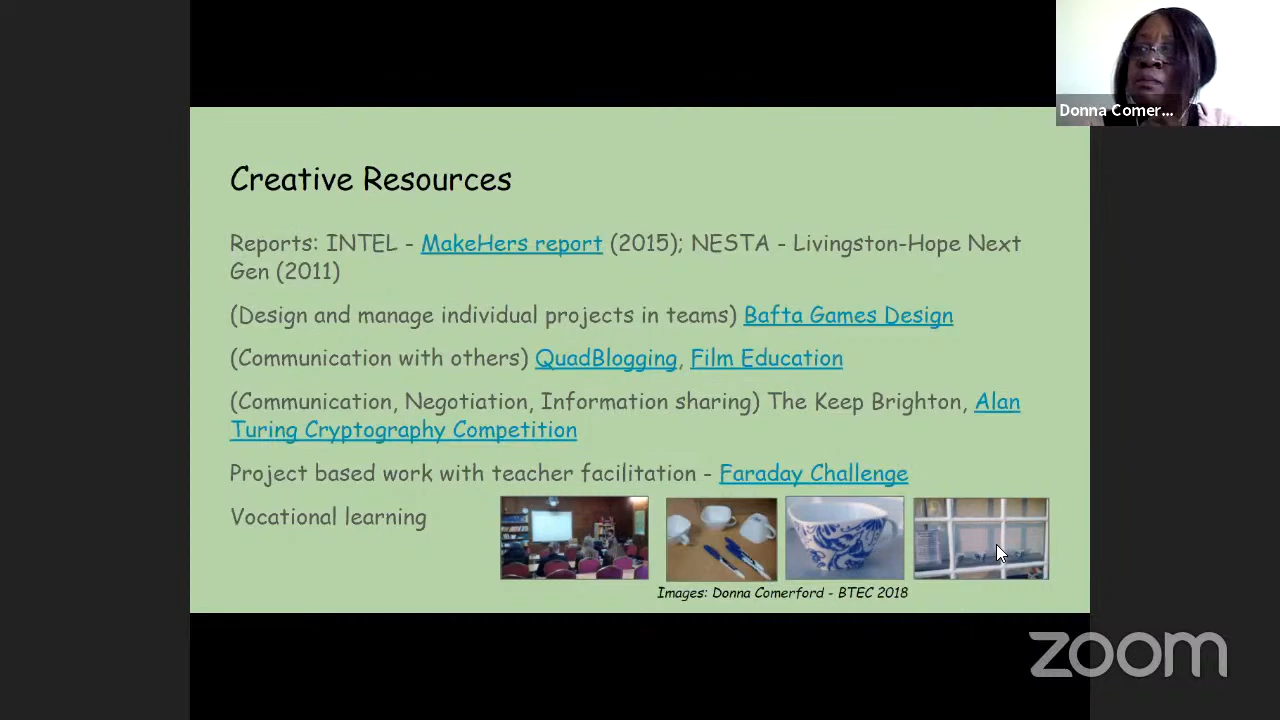 Donna Comer...
Creative Resources
Reports: INTEL - MakeHers report (2015); NESTA - Livingston-Hope Next
Gen (2011)
(Design and manage individual projects in teams) Bafta Games Design
(Communication with others) QuadBlogging, Film Education
(Communication, Negotiation, Information sharing) The Keep Brighton, Alan
Turing Cryptography Competition
Project based work with teacher facilitation - Faraday Challenge
Vocational learning
Images: Donna Comerford - BTEC 2018
zoom